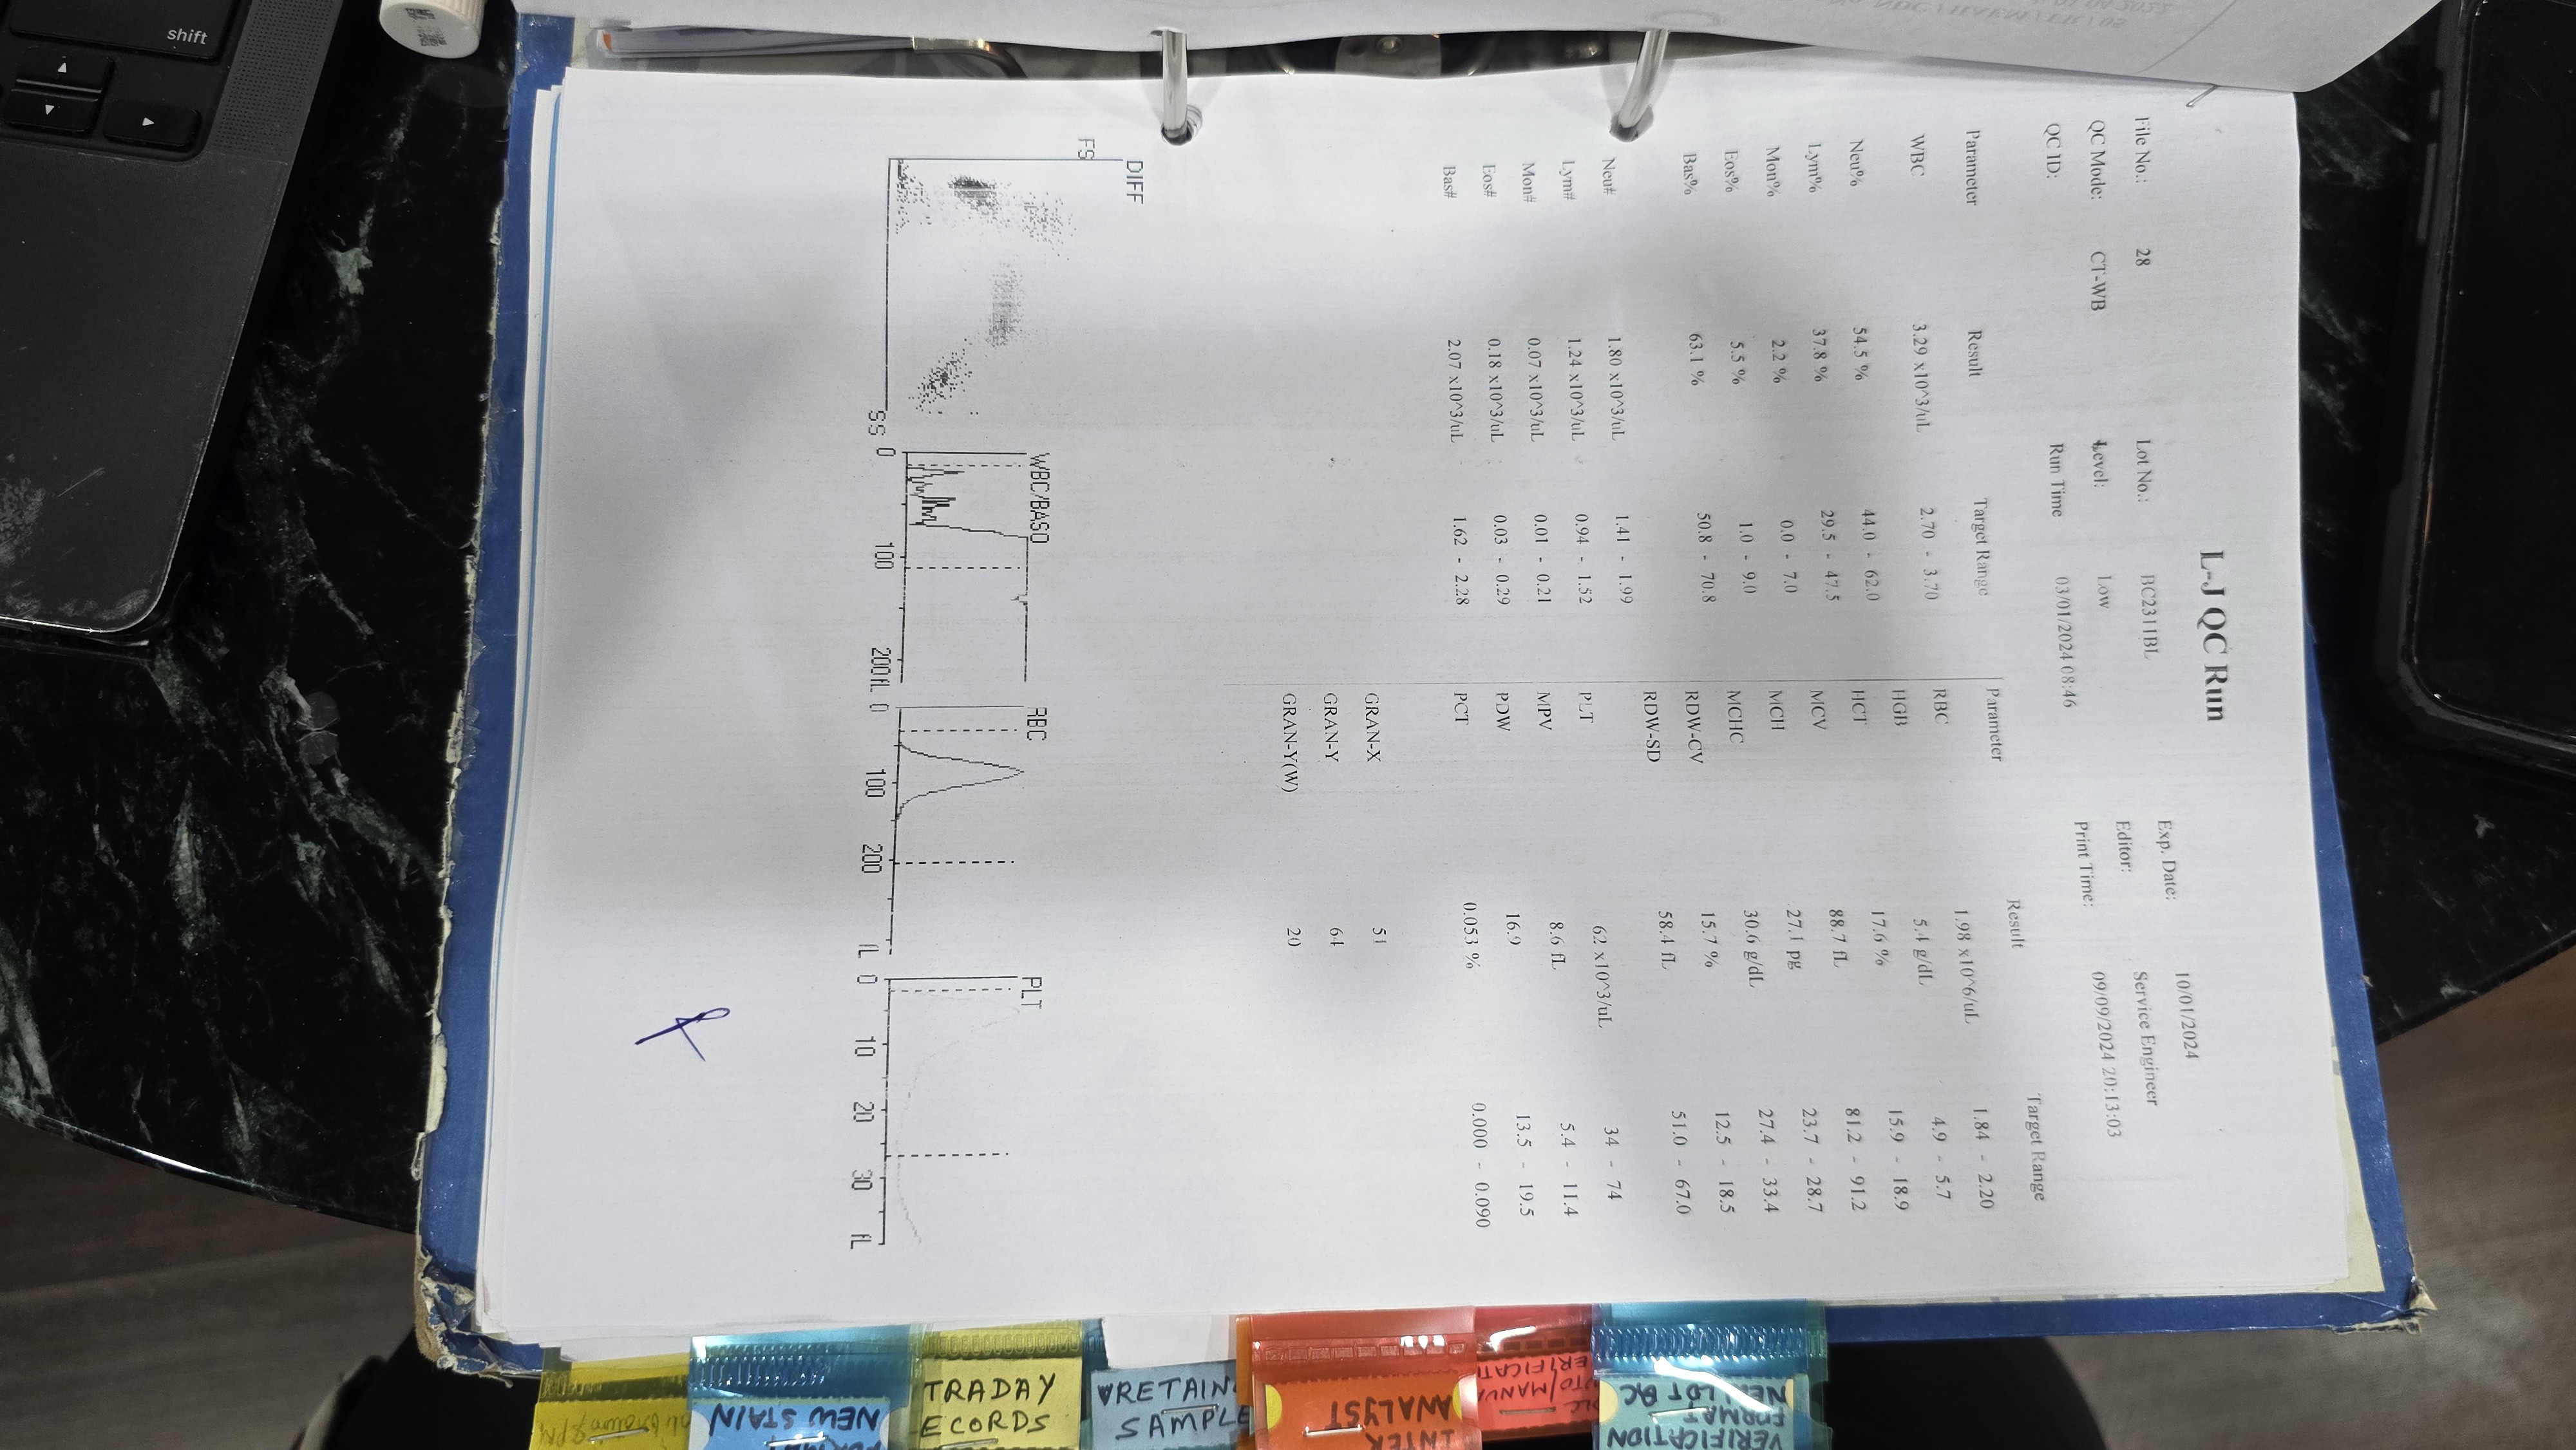 L-J QC Run
File No.: 28 Lot No.: BC2311BL Exp. Date: 10/01/2024
QC Mode: CT-WB Level: Low Editor: Service Engineer
QC ID: Run Time 03/01/2024 08:46 Print Time: 09/09/2024 20:13:03
Parameter Result Target Range Parameter Result Target Range
WBC 3.29 x10^3/uL 2.70 - 3.70 RBC 1.98 x10^6/uL 1.84 - 2.20
HGB 5.4 g/dL 4.9 - 5.7
Neu% 54.5 % 44.0 - 62.0 HCT 17.6 % 15.9 - 18.9
Lym% 37.8 % 29.5 - 47.5 MCV 88.7 fL 81.2 - 91.2
Mon% 2.2 % 0.0 - 7.0 MCH 27.1 pg 23.7 - 28.7
Eos% 5.5 % 1.0 - 9.0 MCHC 30.6 g/dL 27.4 - 33.4
Bas% 63.1 % 50.8 - 70.8 RDW-CV 15.7 % 12.5 - 18.5
RDW-SD 58.4 fL 51.0 - 67.0
Neu# 1.80 x10^3/uL 1.41 - 1.99
Lym# 1.24 x10^3/uL 0.94 - 1.52 PLT 62 x10^3/uL 34 - 74
Mon# 0.07 x10^3/uL 0.01 - 0.21 MPV 8.6 fL 5.4 - 11.4
Eos# 0.18 x10^3/uL 0.03 - 0.29 PDW 16.9 13.5 - 19.5
Bas# 2.07 x10^3/uL 1.62 - 2.28 PCT 0.053 % 0.000 - 0.090
GRAN-X 51
GRAN-Y 64
GRAN-Y(W) 20
DIFF
FS
SS
WBC/BASO
0 100 200 fL
RBC
0 100 200 fL
PLT
0 10 20 30 fL
NEW STAIN
TRADAY
ECORDS
RETAIN
SAMPLE
INTER
ANALYST
VERIFICATION
FORMAT
NEW LOT QC
shift